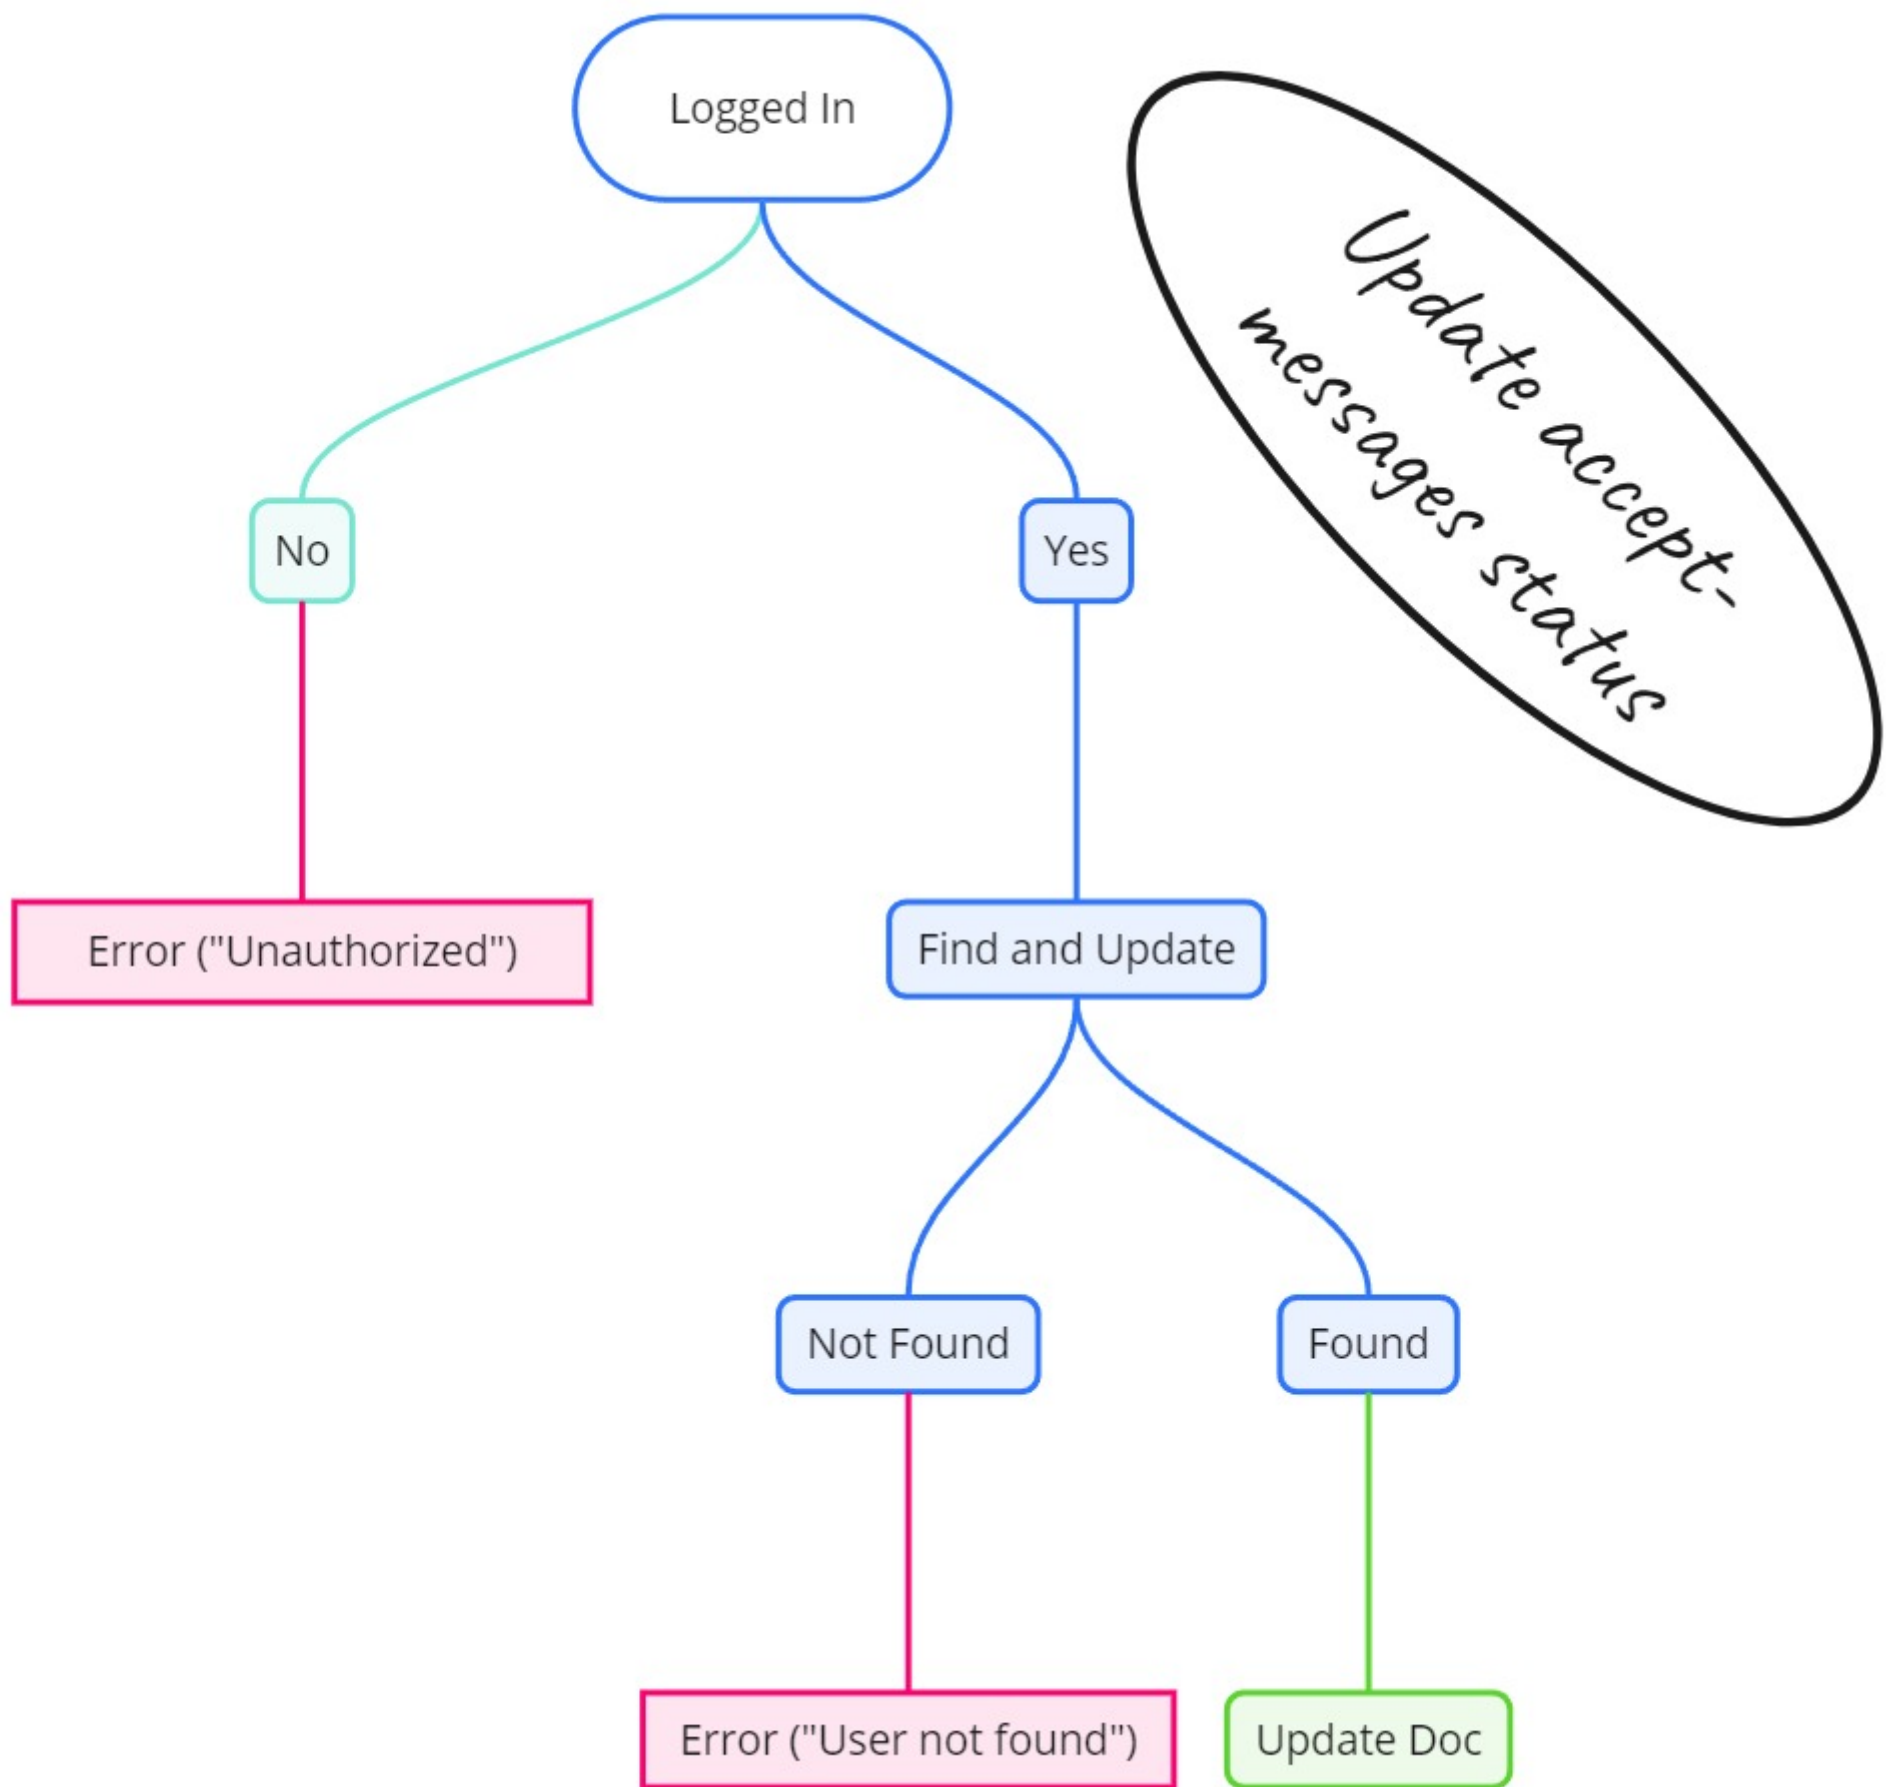 Logged In
Update accept-
messages status
No
Yes
Error ("Unauthorized")
Find and Update
Not Found
Found
Error ("User not found")
Update Doc